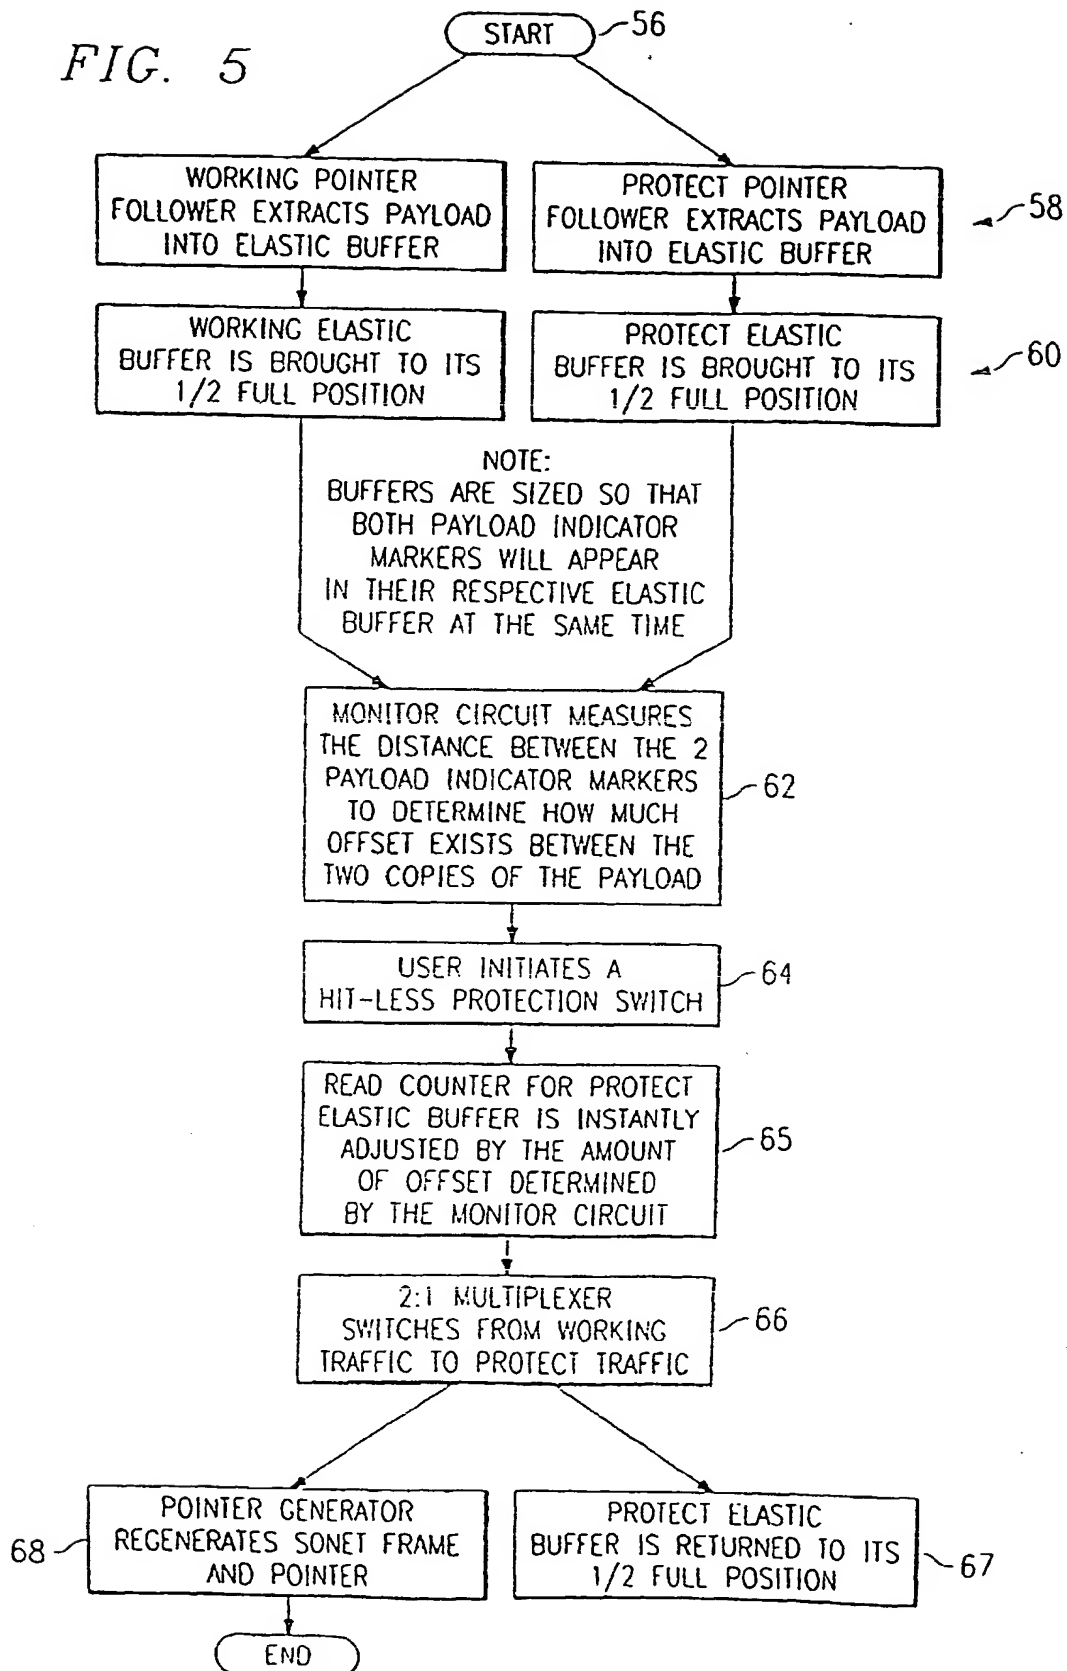 FIG. 5
START
56
WORKING POINTER
FOLLOWER EXTRACTS PAYLOAD
INTO ELASTIC BUFFER
PROTECT POINTER
FOLLOWER EXTRACTS PAYLOAD
INTO ELASTIC BUFFER
58
WORKING ELASTIC
BUFFER IS BROUGHT TO ITS
1/2 FULL POSITION
PROTECT ELASTIC
BUFFER IS BROUGHT TO ITS
1/2 FULL POSITION
60
NOTE:
BUFFERS ARE SIZED SO THAT
BOTH PAYLOAD INDICATOR
MARKERS WILL APPEAR
IN THEIR RESPECTIVE ELASTIC
BUFFER AT THE SAME TIME
MONITOR CIRCUIT MEASURES
THE DISTANCE BETWEEN THE 2
PAYLOAD INDICATOR MARKERS
TO DETERMINE HOW MUCH
OFFSET EXISTS BETWEEN THE
TWO COPIES OF THE PAYLOAD
62
USER INITIATES A
HIT-LESS PROTECTION SWITCH
64
READ COUNTER FOR PROTECT
ELASTIC BUFFER IS INSTANTLY
ADJUSTED BY THE AMOUNT
OF OFFSET DETERMINED
BY THE MONITOR CIRCUIT
65
2:1 MULTIPLEXER
SWITCHES FROM WORKING
TRAFFIC TO PROTECT TRAFFIC
66
68
POINTER GENERATOR
REGENERATES SONET FRAME
AND POINTER
PROTECT ELASTIC
BUFFER IS RETURNED TO ITS
1/2 FULL POSITION
67
END